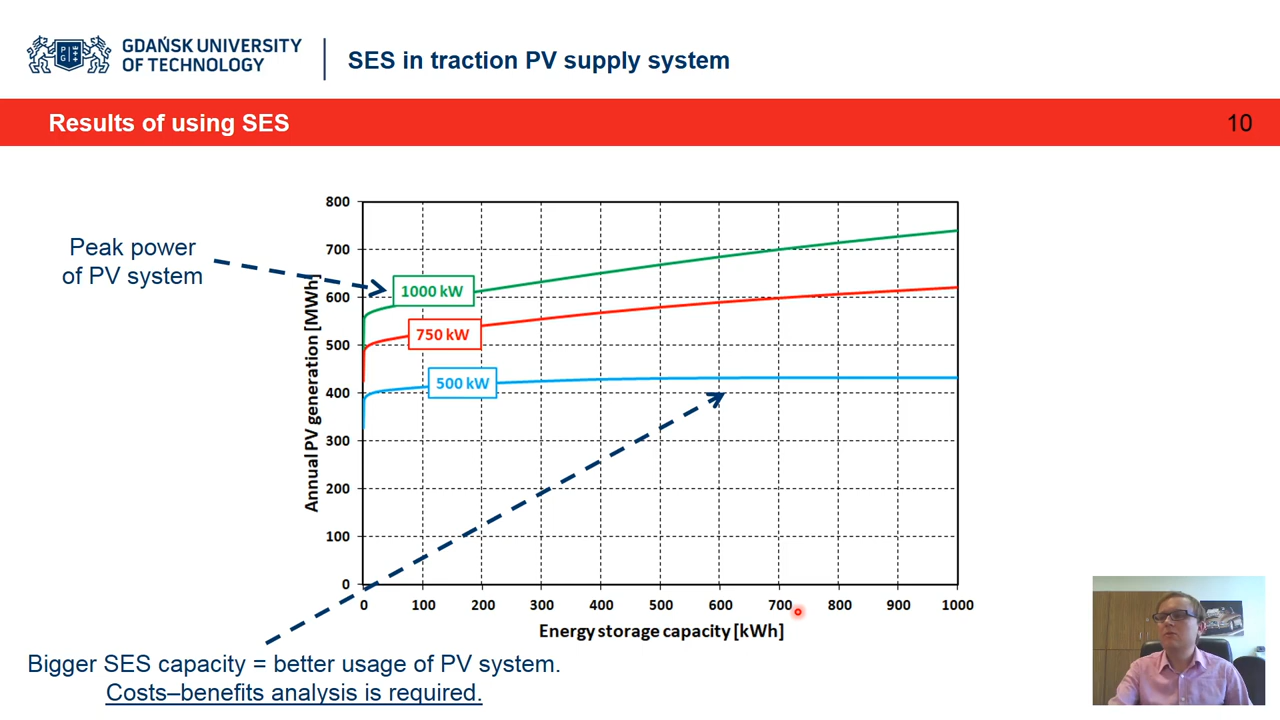 GDAŃSK UNIVERSITY
OF TECHNOLOGY
SES in traction PV supply system
Results of using SES
10
Peak power
of PV system
Annual PV generation [MWh]
800
700
600
500
400
300
200
100
0
1000 kW
750 kW
500 kW
0 100 200 300 400 500 600 700 800 900 1000
Energy storage capacity [kWh]
Bigger SES capacity = better usage of PV system.
Costs–benefits analysis is required.